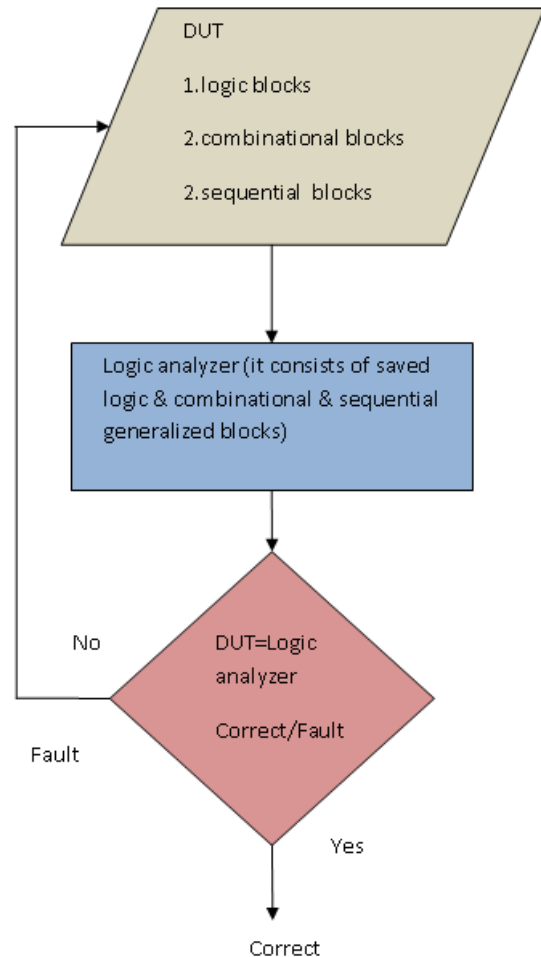 DUT
1.logic blocks
2.combinational blocks
2.sequential blocks
Logic analyzer (it consists of saved
logic & combinational & sequential
generalized blocks)
No
DUT=Logic
analyzer
Correct/Fault
Fault
Yes
Correct